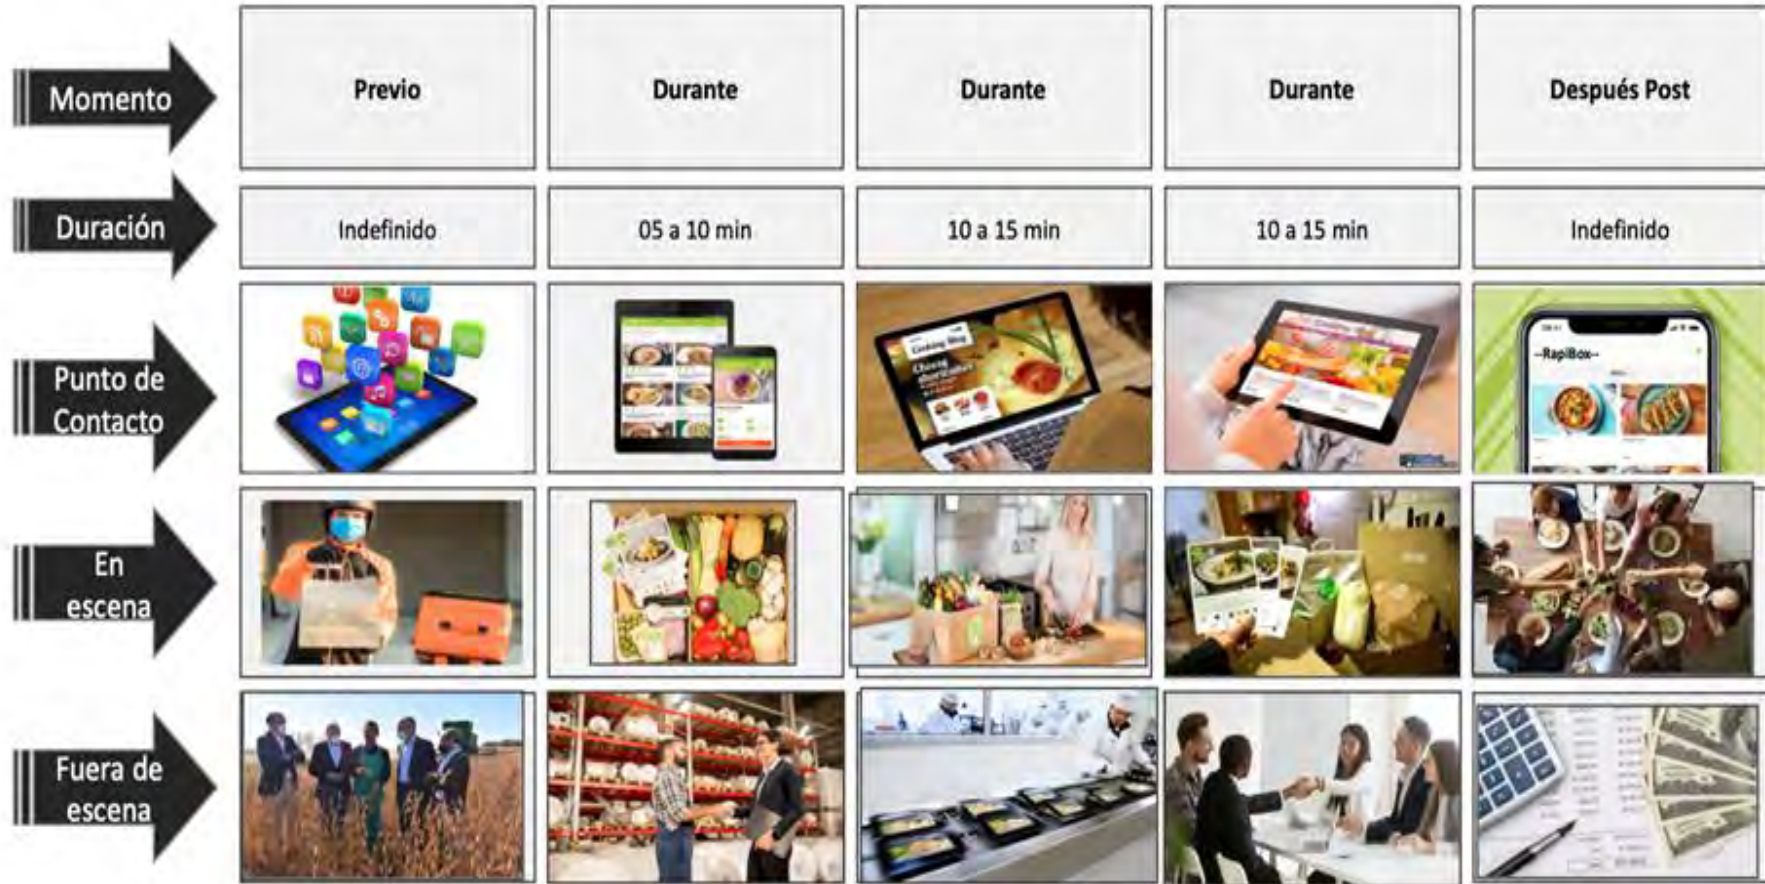 Momento
Previo
Durante
Durante
Durante
Después Post
Duración
Indefinido
05 a 10 min
10 a 15 min
10 a 15 min
Indefinido
Punto de
Contacto
Cooking Blog
--RapiBox--
En
escena
Fuera de
escena